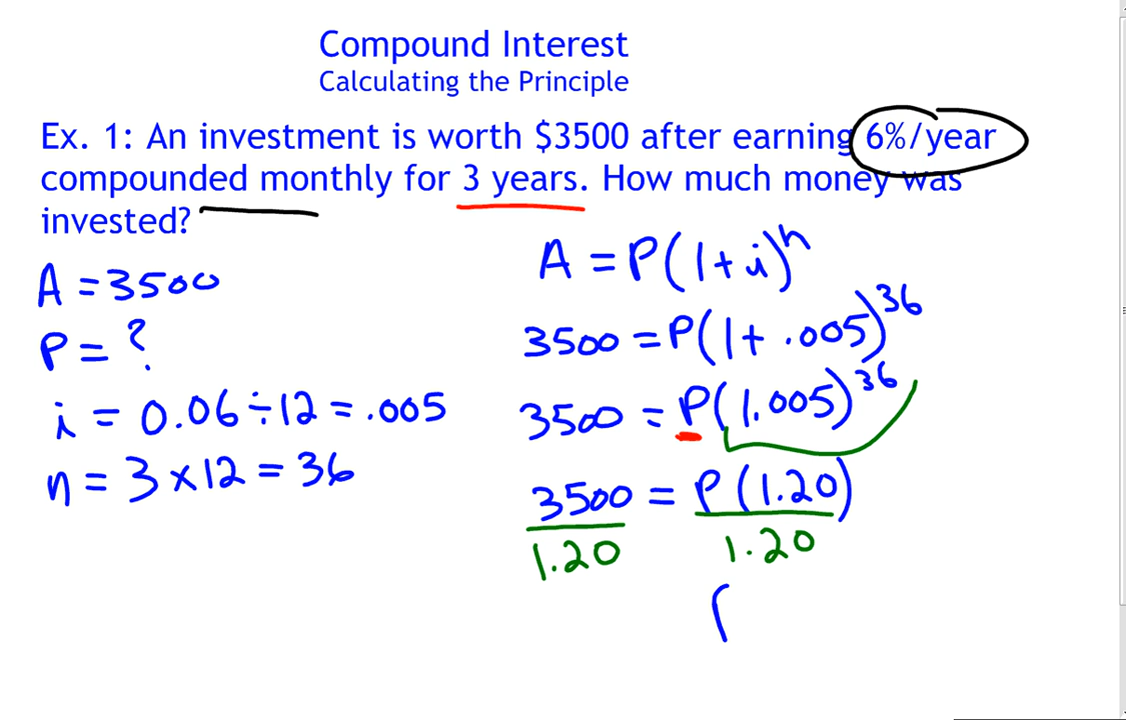 Compound Interest
Calculating the Principle
Ex. 1: An investment is worth $3500 after earning 6%/year
compounded monthly for 3 years. How much money was
invested?
A = 3500
P = ?
i = 0.06 ÷ 12 = .005
n = 3 × 12 = 36
A = P(1+i)^n
3500 = P(1+ .005)^36
3500 = P(1.005)^36
3500 = P(1.20)
1.20 1.20